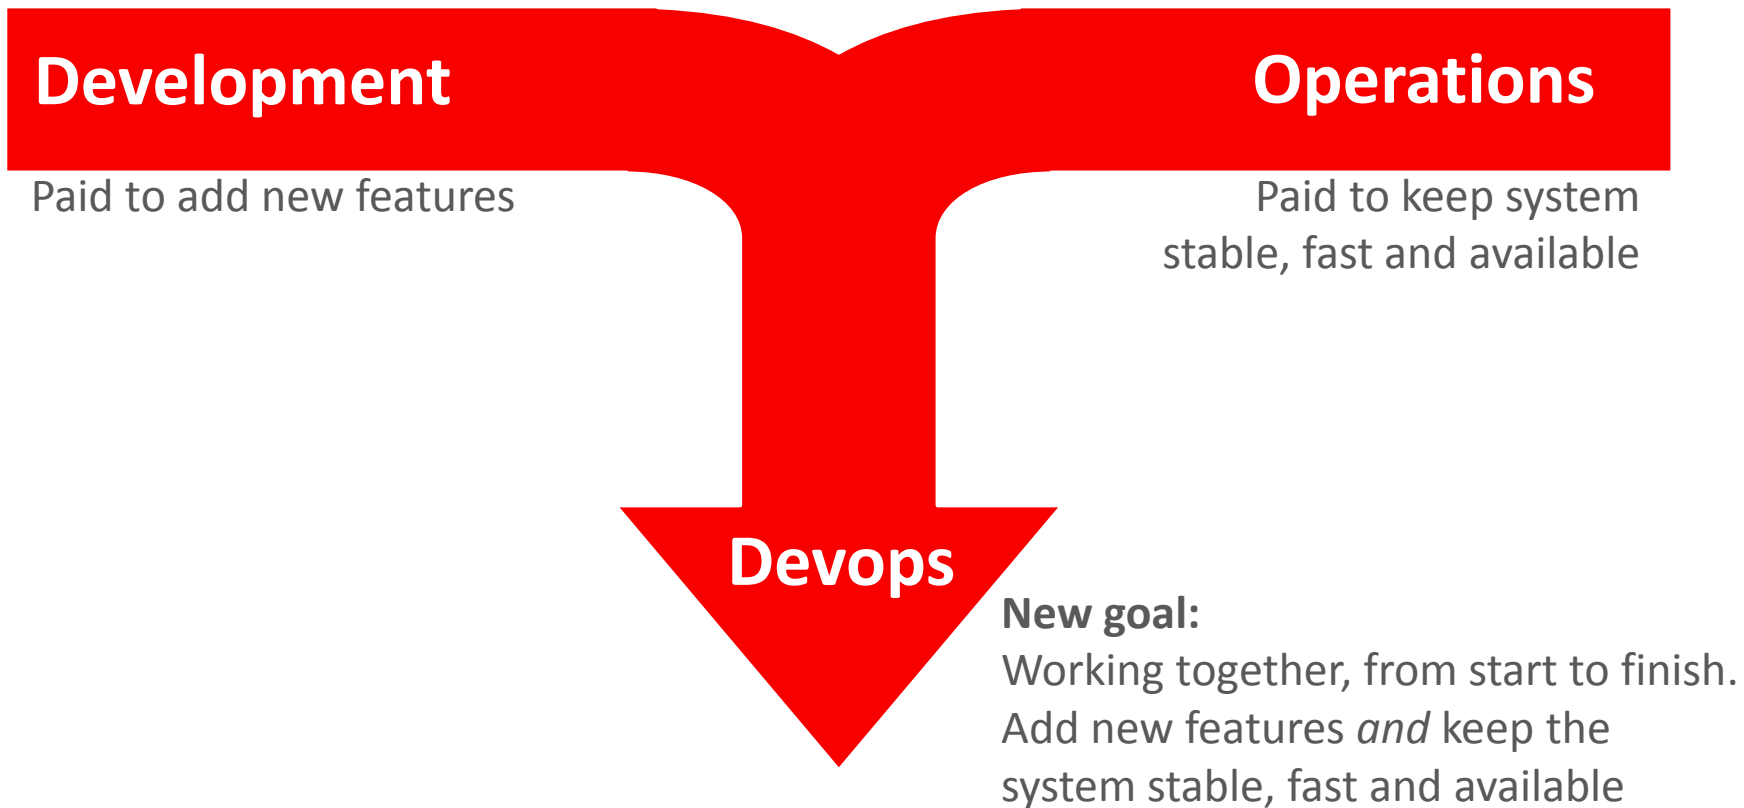 Development
Operations
Paid to add new features
Paid to keep system
stable, fast and available
Devops
New goal:
Working together, from start to finish.
Add new features and keep the
system stable, fast and available